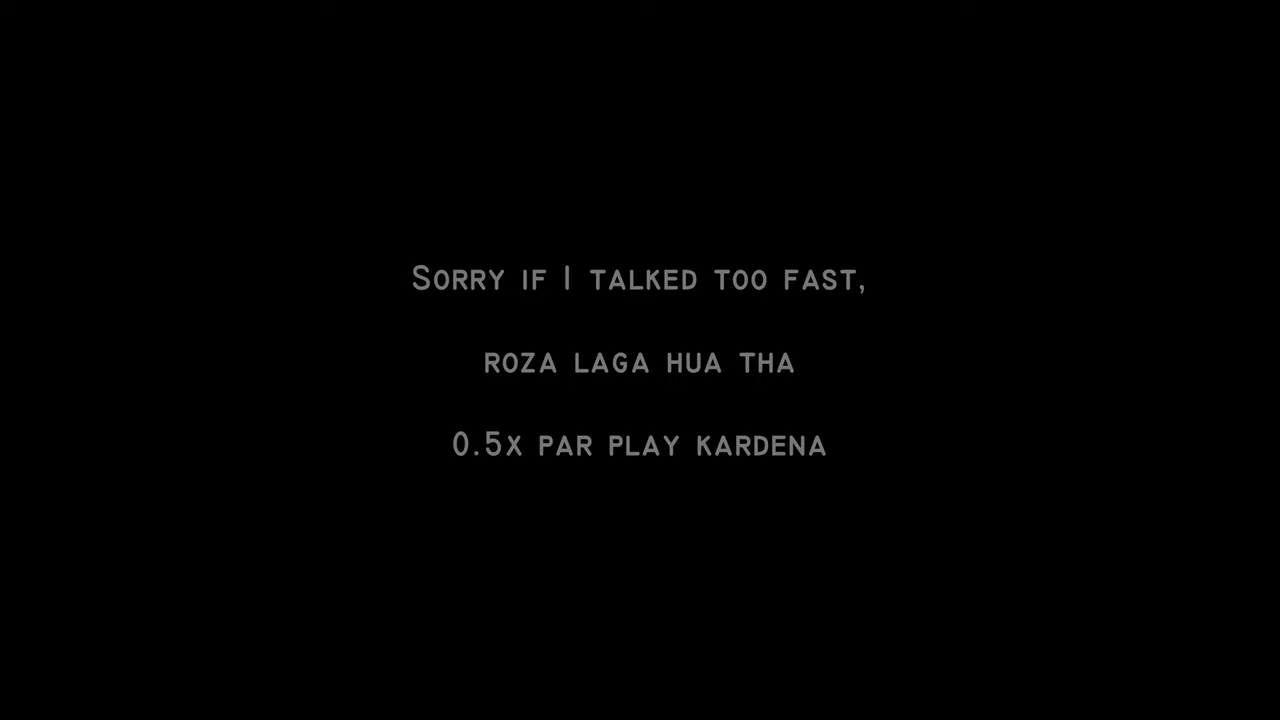 Sorry if I talked too fast,
roza laga hua tha
0.5x par play kardena